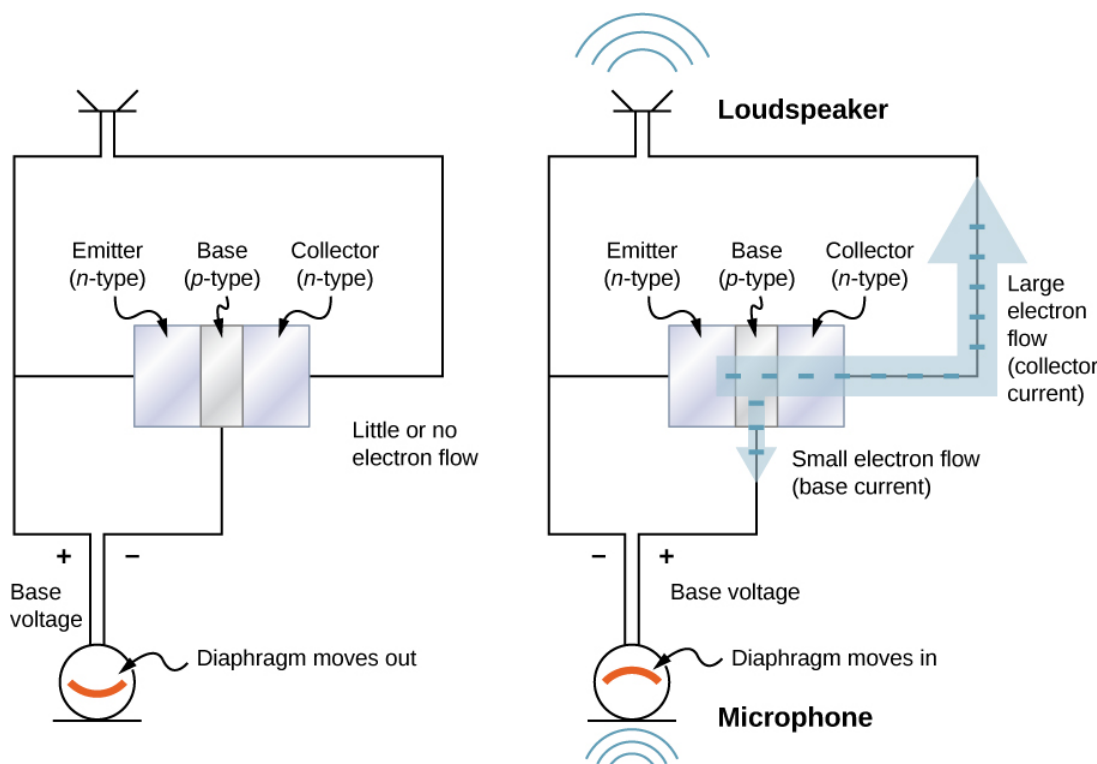 Loudspeaker
Emitter
(n-type)
Base
(p-type)
Collector
(n-type)
Little or no
electron flow
+
−
Base
voltage
Diaphragm moves out
Emitter
(n-type)
Base
(p-type)
Collector
(n-type)
Large
electron
flow
(collector
current)
Small electron flow
(base current)
−
+
Base voltage
Diaphragm moves in
Microphone